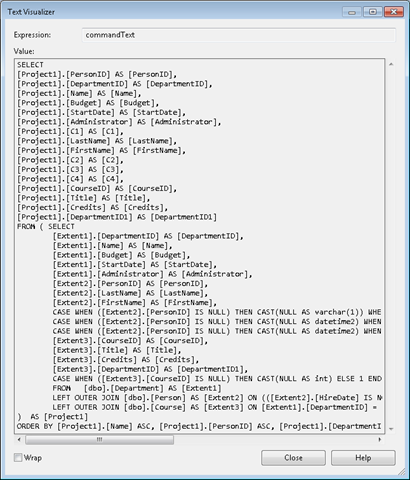 Text Visualizer
Expression: commandText
Value:
SELECT
[Project1].[PersonID] AS [PersonID],
[Project1].[DepartmentID] AS [DepartmentID],
[Project1].[Name] AS [Name],
[Project1].[Budget] AS [Budget],
[Project1].[StartDate] AS [StartDate],
[Project1].[Administrator] AS [Administrator],
[Project1].[C1] AS [C1],
[Project1].[LastName] AS [LastName],
[Project1].[FirstName] AS [FirstName],
[Project1].[C2] AS [C2],
[Project1].[C3] AS [C3],
[Project1].[C4] AS [C4],
[Project1].[CourseID] AS [CourseID],
[Project1].[Title] AS [Title],
[Project1].[Credits] AS [Credits],
[Project1].[DepartmentID1] AS [DepartmentID1]
FROM ( SELECT
[Extent1].[DepartmentID] AS [DepartmentID],
[Extent1].[Name] AS [Name],
[Extent1].[Budget] AS [Budget],
[Extent1].[StartDate] AS [StartDate],
[Extent1].[Administrator] AS [Administrator],
[Extent2].[PersonID] AS [PersonID],
[Extent2].[LastName] AS [LastName],
[Extent2].[FirstName] AS [FirstName],
CASE WHEN ([Extent2].[PersonID] IS NULL) THEN CAST(NULL AS varchar(1)) WHE
CASE WHEN ([Extent2].[PersonID] IS NULL) THEN CAST(NULL AS datetime2) WHEN
CASE WHEN ([Extent2].[PersonID] IS NULL) THEN CAST(NULL AS datetime2) WHEN
[Extent3].[CourseID] AS [CourseID],
[Extent3].[Title] AS [Title],
[Extent3].[Credits] AS [Credits],
[Extent3].[DepartmentID] AS [DepartmentID1],
CASE WHEN ([Extent3].[CourseID] IS NULL) THEN CAST(NULL AS int) ELSE 1 END
FROM [dbo].[Department] AS [Extent1]
LEFT OUTER JOIN [dbo].[Person] AS [Extent2] ON (([Extent2].[HireDate] IS N
LEFT OUTER JOIN [dbo].[Course] AS [Extent3] ON [Extent1].[DepartmentID] =
) AS [Project1]
ORDER BY [Project1].[Name] ASC, [Project1].[PersonID] ASC, [Project1].[DepartmentI
Wrap Close Help